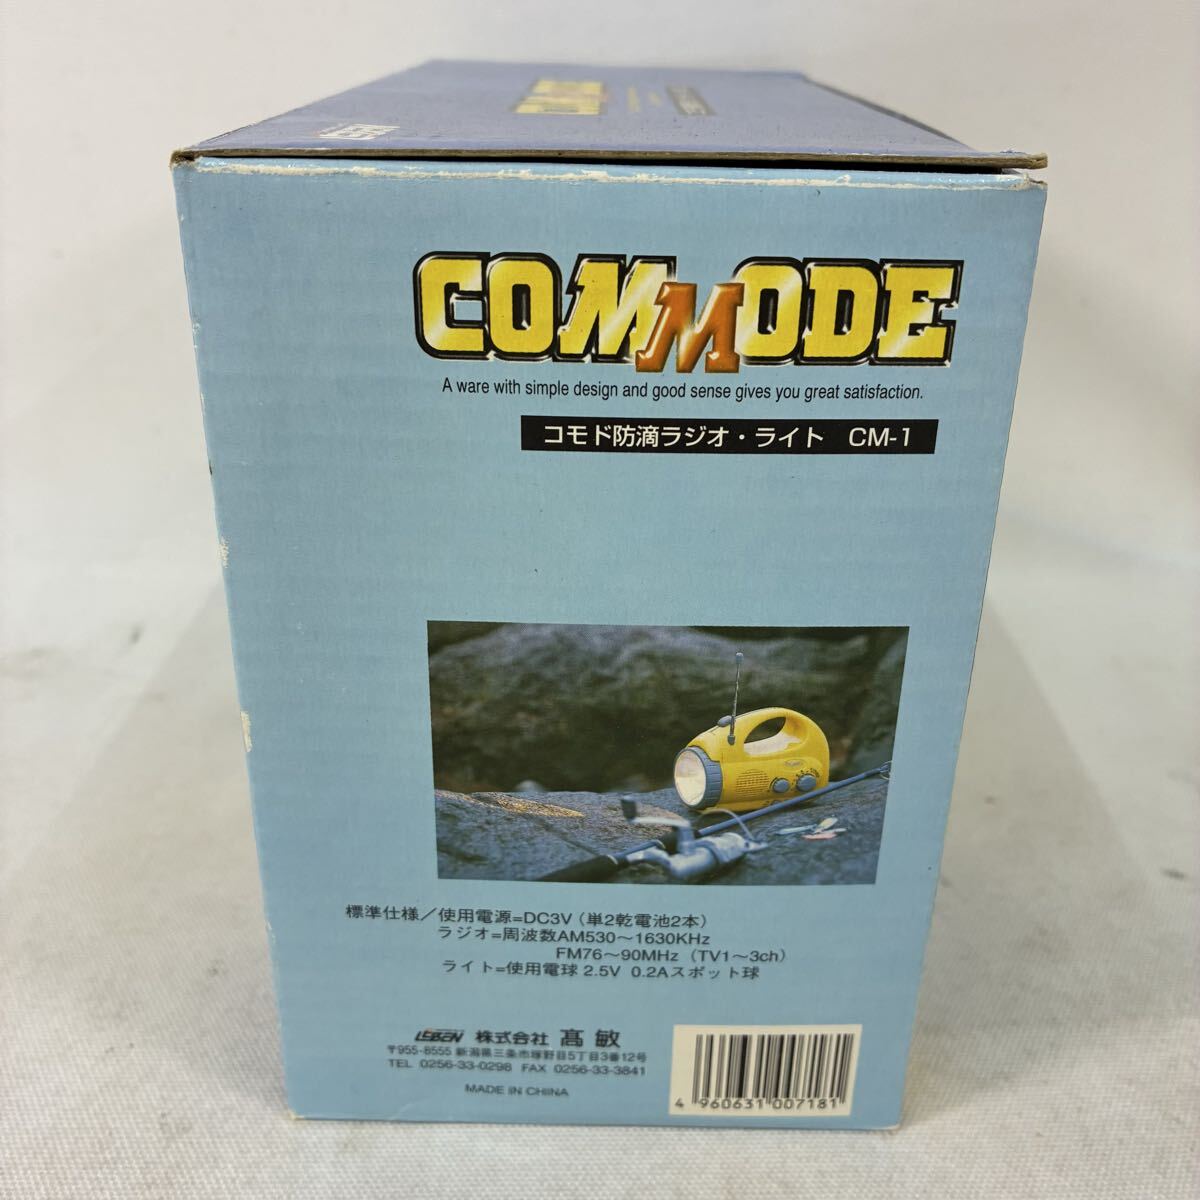 COMMODE
A ware with simple design and good sense gives you great satisfaction.
コモド防滴ラジオ・ライト CM-1
標準仕様／使用電源=DC3V（単2乾電池2本）
ラジオ=周波数AM530〜1630KHz
FM76〜90MHz（TV1〜3ch）
ライト=使用電球 2.5V 0.2Aスポット球
LEBEN 株式会社 髙敏
〒955-8555 新潟県三条市塚野目5丁目3番12号
TEL 0256-33-0298 FAX 0256-33-3841
MADE IN CHINA
4 960631 007181